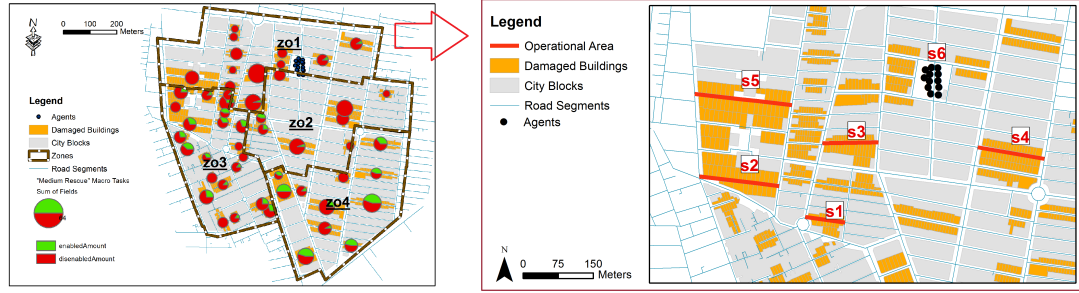 N
0 100 200
Meters
Legend
Agents
Damaged Buildings
City Blocks
Zones
Road Segments
"Medium Rescue" Macro Tasks
Sum of Fields
enabledAmount
disenabledAmount
zo1
zo2
zo3
zo4
Legend
Operational Area
Damaged Buildings
City Blocks
Road Segments
Agents
N
0 75 150
Meters
s6
s5
s3
s4
s2
s1